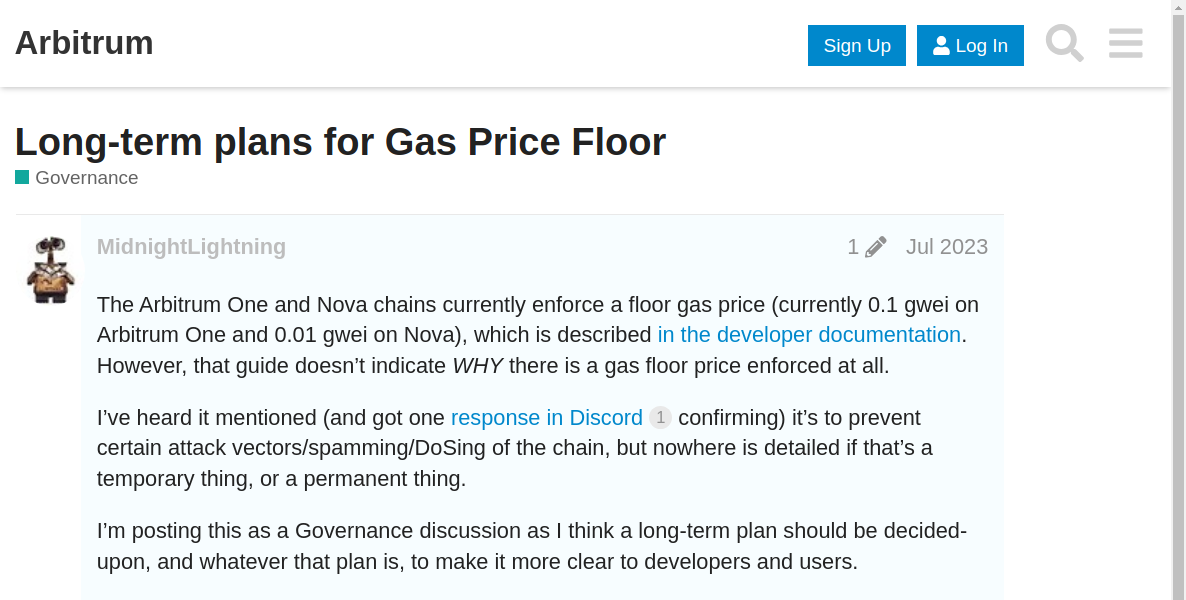 Arbitrum
Sign Up
Log In
Long-term plans for Gas Price Floor
Governance
MidnightLightning
1
Jul 2023
The Arbitrum One and Nova chains currently enforce a floor gas price (currently 0.1 gwei on
Arbitrum One and 0.01 gwei on Nova), which is described in the developer documentation.
However, that guide doesn’t indicate WHY there is a gas floor price enforced at all.
I’ve heard it mentioned (and got one response in Discord 1 confirming) it’s to prevent
certain attack vectors/spamming/DoSing of the chain, but nowhere is detailed if that’s a
temporary thing, or a permanent thing.
I’m posting this as a Governance discussion as I think a long-term plan should be decided-
upon, and whatever that plan is, to make it more clear to developers and users.